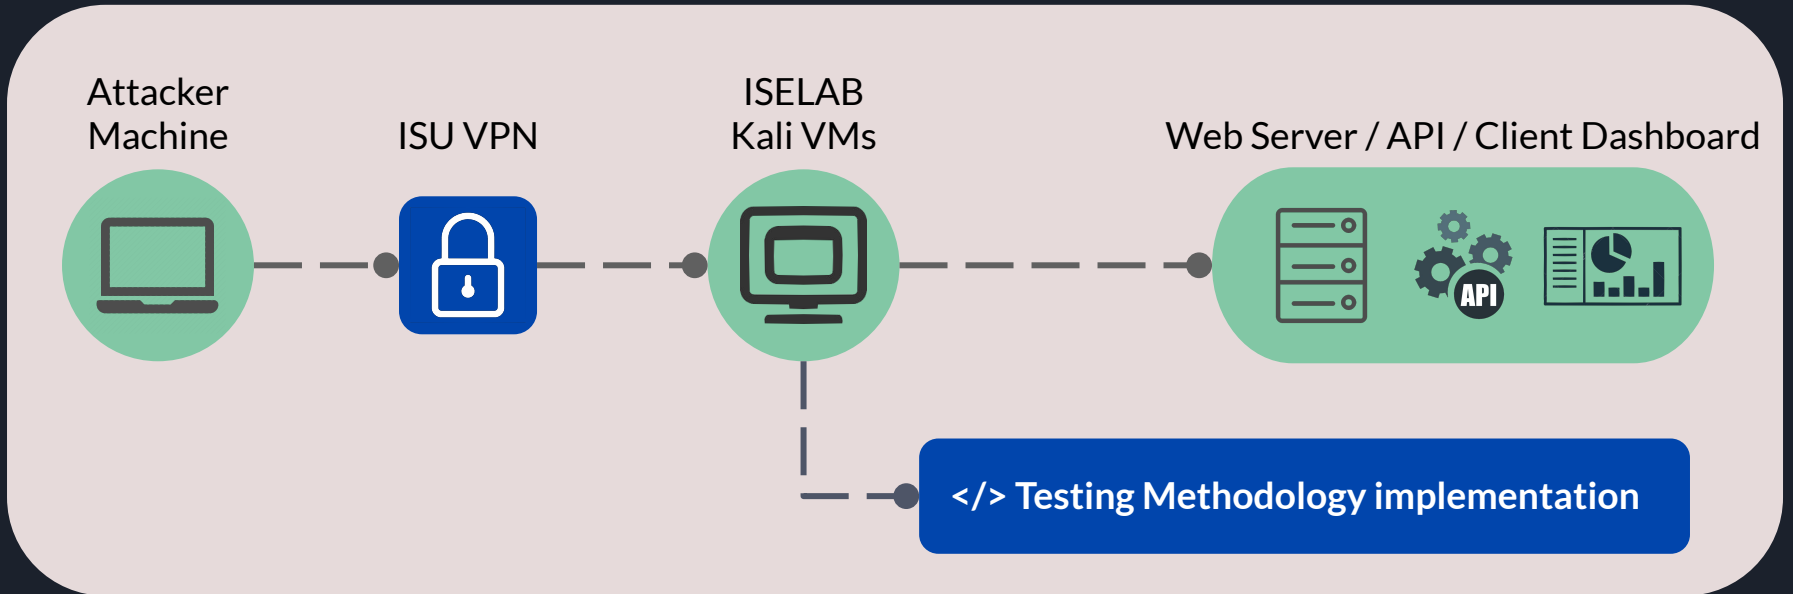 Attacker
Machine
ISU VPN
ISELAB
Kali VMs
Web Server / API / Client Dashboard
API
</> Testing Methodology implementation